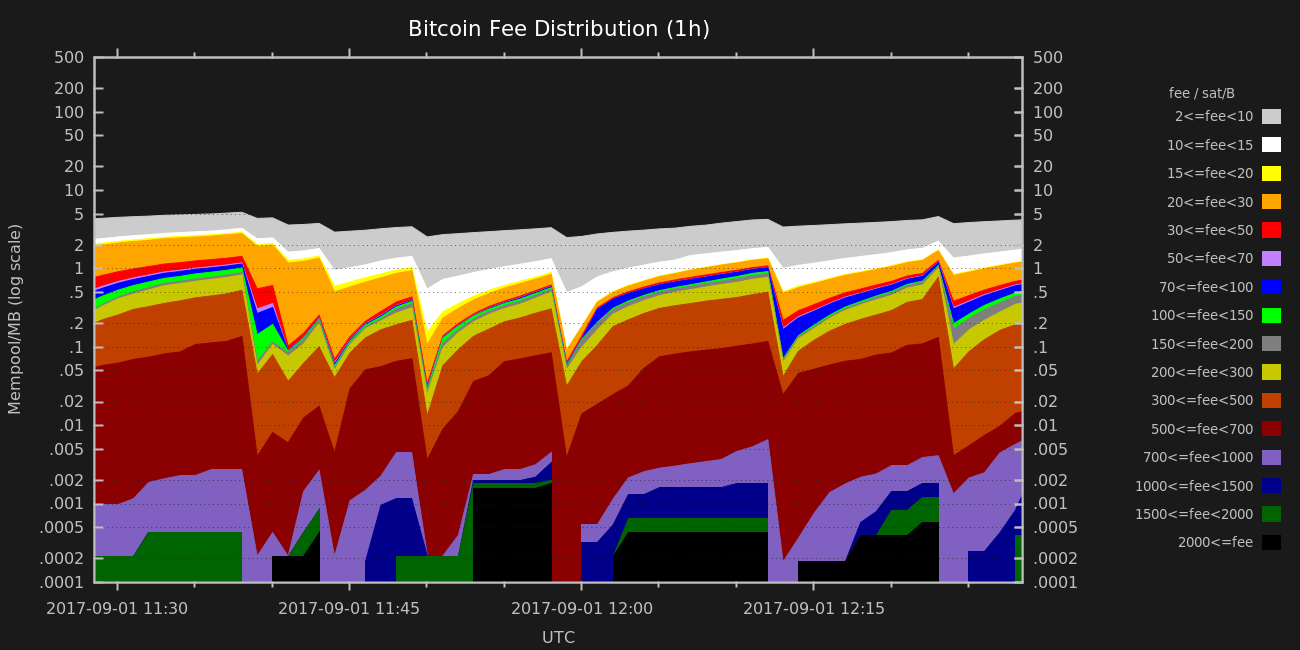 Bitcoin Fee Distribution (1h)
500 500
200 200
100 100
50 50
20 20
10 10
5 5
2 2
1 1
.5 .5
.2 .2
.1 .1
.05 .05
.02 .02
.01 .01
.005 .005
.002 .002
.001 .001
.0005 .0005
.0002 .0002
.0001 .0001
Mempool/MB (log scale)
2017-09-01 11:30 2017-09-01 11:45 2017-09-01 12:00 2017-09-01 12:15
UTC
fee / sat/B
2<=fee<10
10<=fee<15
15<=fee<20
20<=fee<30
30<=fee<50
50<=fee<70
70<=fee<100
100<=fee<150
150<=fee<200
200<=fee<300
300<=fee<500
500<=fee<700
700<=fee<1000
1000<=fee<1500
1500<=fee<2000
2000<=fee